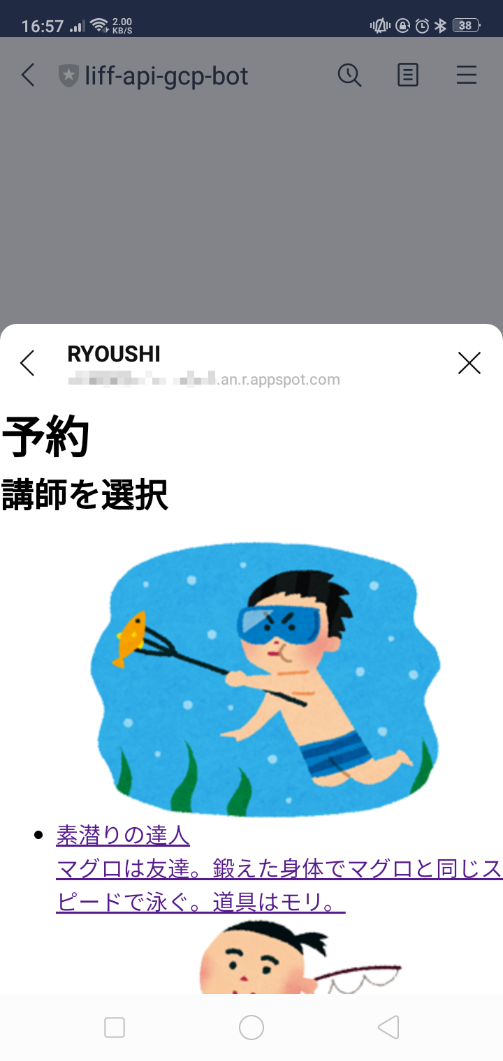 16:57
2.00
KB/S
38
liff-api-gcp-bot
RYOUSHI
.an.r.appspot.com
予約
講師を選択
素潜りの達人
マグロは友達。鍛えた身体でマグロと同じス
ピードで泳ぐ。道具はモリ。